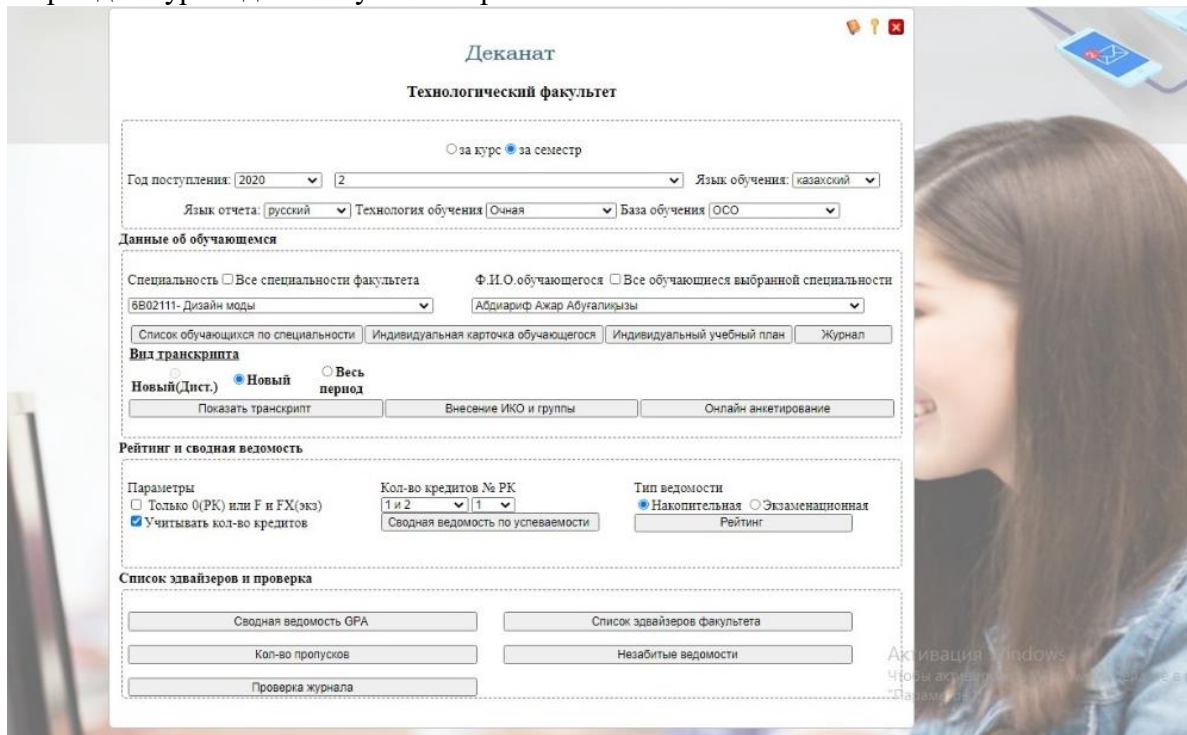 Деканат
Технологический факультет
за курс за семестр
Год поступления: 2020 2 Язык обучения: казахский
Язык отчета: русский Технология обучения Очная База обучения ОСО
Данные об обучающемся
Специальность Все специальности факультета Ф.И.О.обучающегося Все обучающиеся выбранной специальности
6B02111- Дизайн моды Абдиариф Ажар Абуғалиқызы
Список обучающихся по специальности Индивидуальная карточка обучающегося Индивидуальный учебный план Журнал
Вид транскрипта
Новый(Дист.) Новый Весь период
Показать транскрипт Внесение ИКО и группы Онлайн анкетирование
Рейтинг и сводная ведомость
Параметры Кол-во кредитов № РК Тип ведомости
Только 0(РК) или F и FX(экз) 1 и 2 1 Накопительная Экзаменационная
Учитывать кол-во кредитов Сводная ведомость по успеваемости Рейтинг
Список эдвайзеров и проверка
Сводная ведомость GPA Список эдвайзеров факультета
Кол-во пропусков Незабитые ведомости
Проверка журнала
Активация Windows